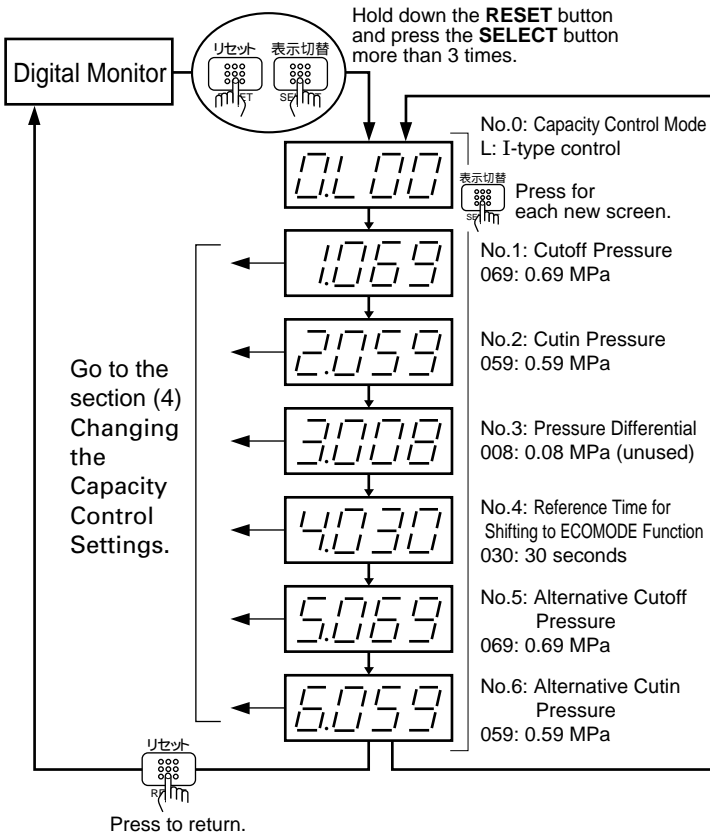 Hold down the RESET button
and press the SELECT button
more than 3 times.
Digital Monitor
リセット
表示切替
0.L 00
No.0: Capacity Control Mode
L: I-type control
表示切替
Press for
each new screen.
1.069
No.1: Cutoff Pressure
069: 0.69 MPa
2.059
No.2: Cutin Pressure
059: 0.59 MPa
Go to the
section (4)
Changing
the
Capacity
Control
Settings.
3.008
No.3: Pressure Differential
008: 0.08 MPa (unused)
4.030
No.4: Reference Time for
Shifting to ECOMODE Function
030: 30 seconds
5.069
No.5: Alternative Cutoff
Pressure
069: 0.69 MPa
6.059
No.6: Alternative Cutin
Pressure
059: 0.59 MPa
リセット
Press to return.